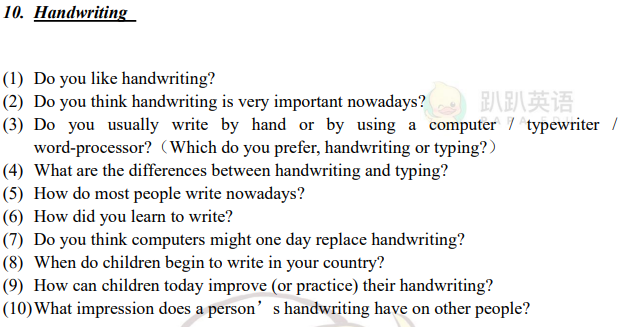 10. Handwriting
(1) Do you like handwriting?
(2) Do you think handwriting is very important nowadays?
趴趴英语
(3) Do you usually write by hand or by using a computer / typewriter /
word-processor?（Which do you prefer, handwriting or typing?）
(4) What are the differences between handwriting and typing?
(5) How do most people write nowadays?
(6) How did you learn to write?
(7) Do you think computers might one day replace handwriting?
(8) When do children begin to write in your country?
(9) How can children today improve (or practice) their handwriting?
(10) What impression does a person’s handwriting have on other people?